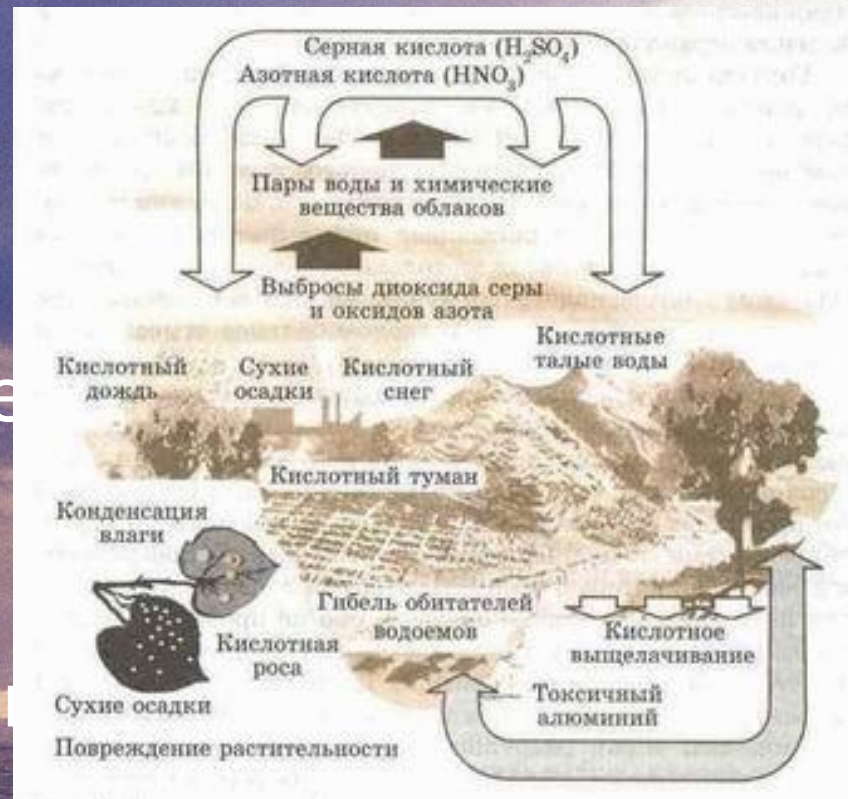 Серная кислота (H₂SO₄)
Азотная кислота (HNO₃)
Пары воды и химические
вещества облаков
Выбросы диоксида серы
и оксидов азота
Кислотные
талые воды
Кислотный
дождь
Сухие
осадки
Кислотный
снег
Кислотный туман
Конденсация
влаги
Гибель обитателей
водоемов
Кислотная
роса
Кислотное
выщелачивание
Сухие осадки
Токсичный
алюминий
Повреждение растительности